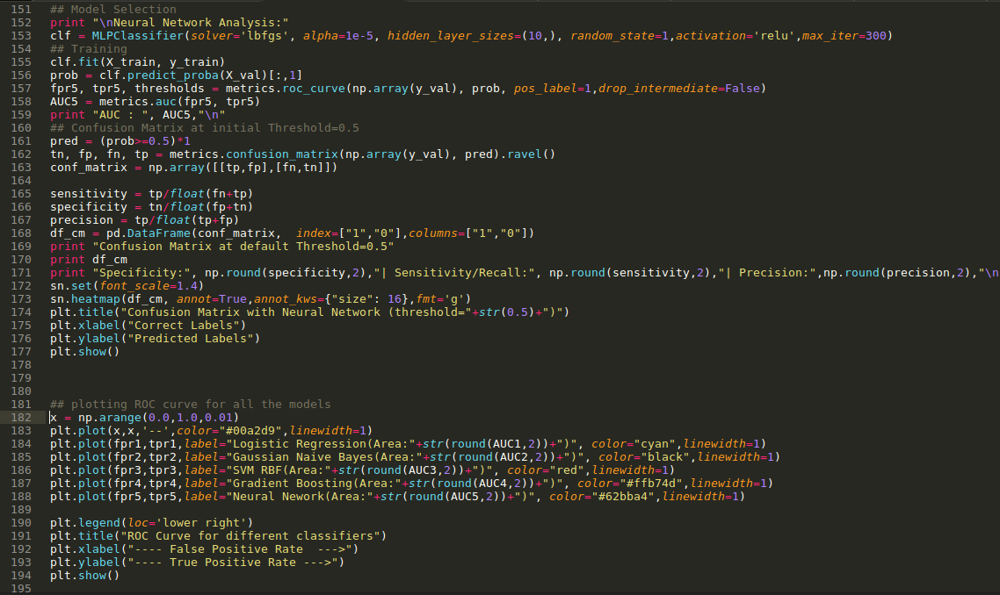 151 ## Model Selection
152 print "\nNeural Network Analysis:"
153 clf = MLPClassifier(solver='lbfgs', alpha=1e-5, hidden_layer_sizes=(10,), random_state=1,activation='relu',max_iter=300)
154 ## Training
155 clf.fit(X_train, y_train)
156 prob = clf.predict_proba(X_val)[:,1]
157 fpr5, tpr5, thresholds = metrics.roc_curve(np.array(y_val), prob, pos_label=1,drop_intermediate=False)
158 AUC5 = metrics.auc(fpr5, tpr5)
159 print "AUC : ", AUC5,"\n"
160 ## Confusion Matrix at initial Threshold=0.5
161 pred = (prob>=0.5)*1
162 tn, fp, fn, tp = metrics.confusion_matrix(np.array(y_val), pred).ravel()
163 conf_matrix = np.array([[tp,fp],[fn,tn]])
164
165 sensitivity = tp/float(fn+tp)
166 specificity = tn/float(fp+tn)
167 precision = tp/float(tp+fp)
168 df_cm = pd.DataFrame(conf_matrix,  index=["1","0"],columns=["1","0"])
169 print "Confusion Matrix at default Threshold=0.5"
170 print df_cm
171 print "Specificity:", np.round(specificity,2),"| Sensitivity/Recall:", np.round(sensitivity,2),"| Precision:",np.round(precision,2),"\n
172 sn.set(font_scale=1.4)
173 sn.heatmap(df_cm, annot=True,annot_kws={"size": 16},fmt='g')
174 plt.title("Confusion Matrix with Neural Network (threshold="+str(0.5)+")")
175 plt.xlabel("Correct Labels")
176 plt.ylabel("Predicted Labels")
177 plt.show()
178
179
180
181 ## plotting ROC curve for all the models
182 x = np.arange(0.0,1.0,0.01)
183 plt.plot(x,x,'--',color="#00a2d9",linewidth=1)
184 plt.plot(fpr1,tpr1,label="Logistic Regression(Area:"+str(round(AUC1,2))+")", color="cyan",linewidth=1)
185 plt.plot(fpr2,tpr2,label="Gaussian Naive Bayes(Area:"+str(round(AUC2,2))+")", color="black",linewidth=1)
186 plt.plot(fpr3,tpr3,label="SVM RBF(Area:"+str(round(AUC3,2))+")", color="red",linewidth=1)
187 plt.plot(fpr4,tpr4,label="Gradient Boosting(Area:"+str(round(AUC4,2))+")", color="#ffb74d",linewidth=1)
188 plt.plot(fpr5,tpr5,label="Neural Nework(Area:"+str(round(AUC5,2))+")", color="#62bba4",linewidth=1)
189
190 plt.legend(loc='lower right')
191 plt.title("ROC Curve for different classifiers")
192 plt.xlabel("---- False Positive Rate  --->")
193 plt.ylabel("---- True Positive Rate --->")
194 plt.show()
195